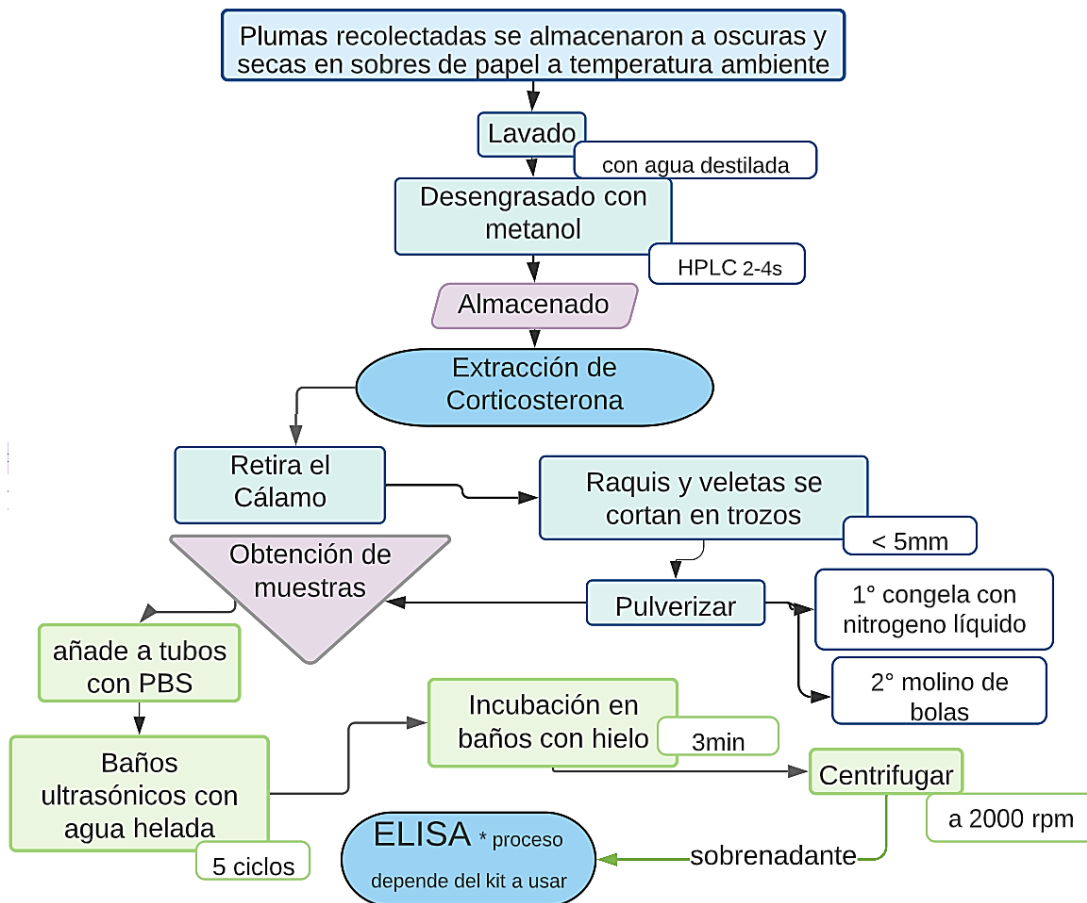 Plumas recolectadas se almacenaron a oscuras y
secas en sobres de papel a temperatura ambiente
Lavado
con agua destilada
Desengrasado con
metanol
HPLC 2-4s
Almacenado
Extracción de
Corticosterona
Retira el
Cálamo
Raquis y veletas se
cortan en trozos
< 5mm
Obtención de
muestras
Pulverizar
1° congela con
nitrogeno líquido
2° molino de
bolas
añade a tubos
con PBS
Baños
ultrasónicos con
agua helada
5 ciclos
Incubación en
baños con hielo
3min
Centrifugar
a 2000 rpm
sobrenadante
ELISA * proceso
depende del kit a usar